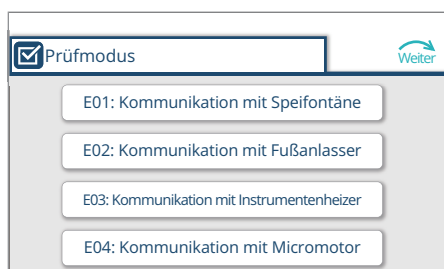 Prüfmodus
Weiter
E01: Kommunikation mit Speifontäne
E02: Kommunikation mit Fußanlasser
E03: Kommunikation mit Instrumentenheizer
E04: Kommunikation mit Micromotor